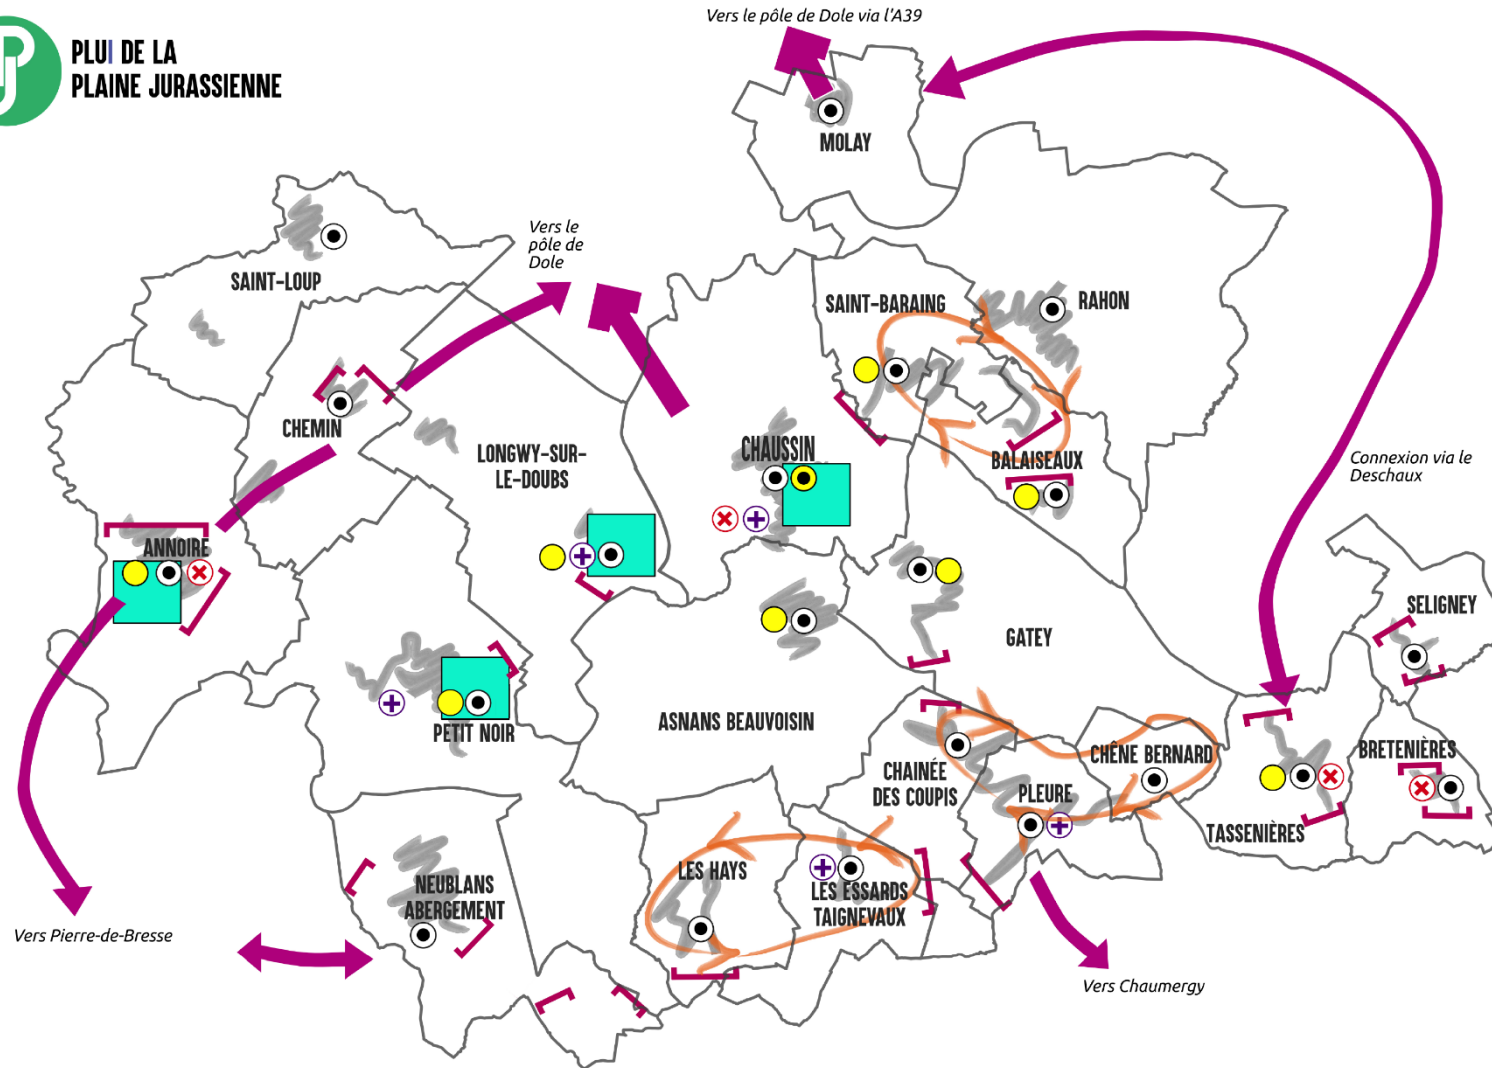 PLUI DE LA
PLAINE JURASSIENNE
Vers le pôle de Dole via l'A39
MOLAY
Vers le
pôle de
Dole
SAINT-LOUP
SAINT-BARAING
RAHON
CHEMIN
LONGWY-SUR-
LE-DOUBS
CHAUSSIN
BALAISEAUX
Connexion via le
Deschaux
ANNOIRE
SELIGNEY
GATEY
PETIT NOIR
ASNANS BEAUVOISIN
CHAINÉE
DES COUPIS
CHÊNE BERNARD
PLEURE
BRETENIÈRES
TASSENIÈRES
LES HAYS
NEUBLANS
ABERGEMENT
LES ESSARDS
TAIGNEVAUX
Vers Pierre-de-Bresse
Vers Chaumergy